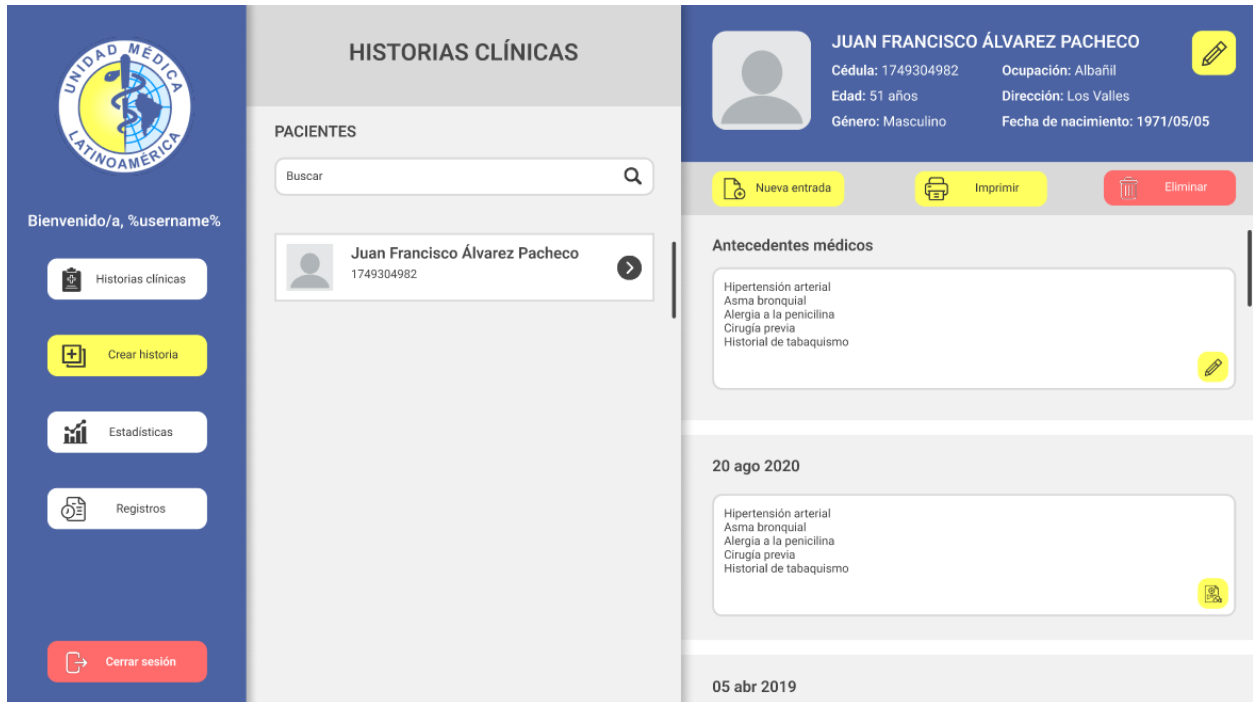 UNIDAD MÉDICA
LATINOAMÉRICA
Bienvenido/a, %username%
Historias clínicas
Crear historia
Estadísticas
Registros
Cerrar sesión
HISTORIAS CLÍNICAS
PACIENTES
Buscar
Juan Francisco Álvarez Pacheco
1749304982
JUAN FRANCISCO ÁLVAREZ PACHECO
Cédula: 1749304982 Ocupación: Albañil
Edad: 51 años Dirección: Los Valles
Género: Masculino Fecha de nacimiento: 1971/05/05
Nueva entrada Imprimir Eliminar
Antecedentes médicos
Hipertensión arterial
Asma bronquial
Alergia a la penicilina
Cirugía previa
Historial de tabaquismo
20 ago 2020
Hipertensión arterial
Asma bronquial
Alergia a la penicilina
Cirugía previa
Historial de tabaquismo
05 abr 2019